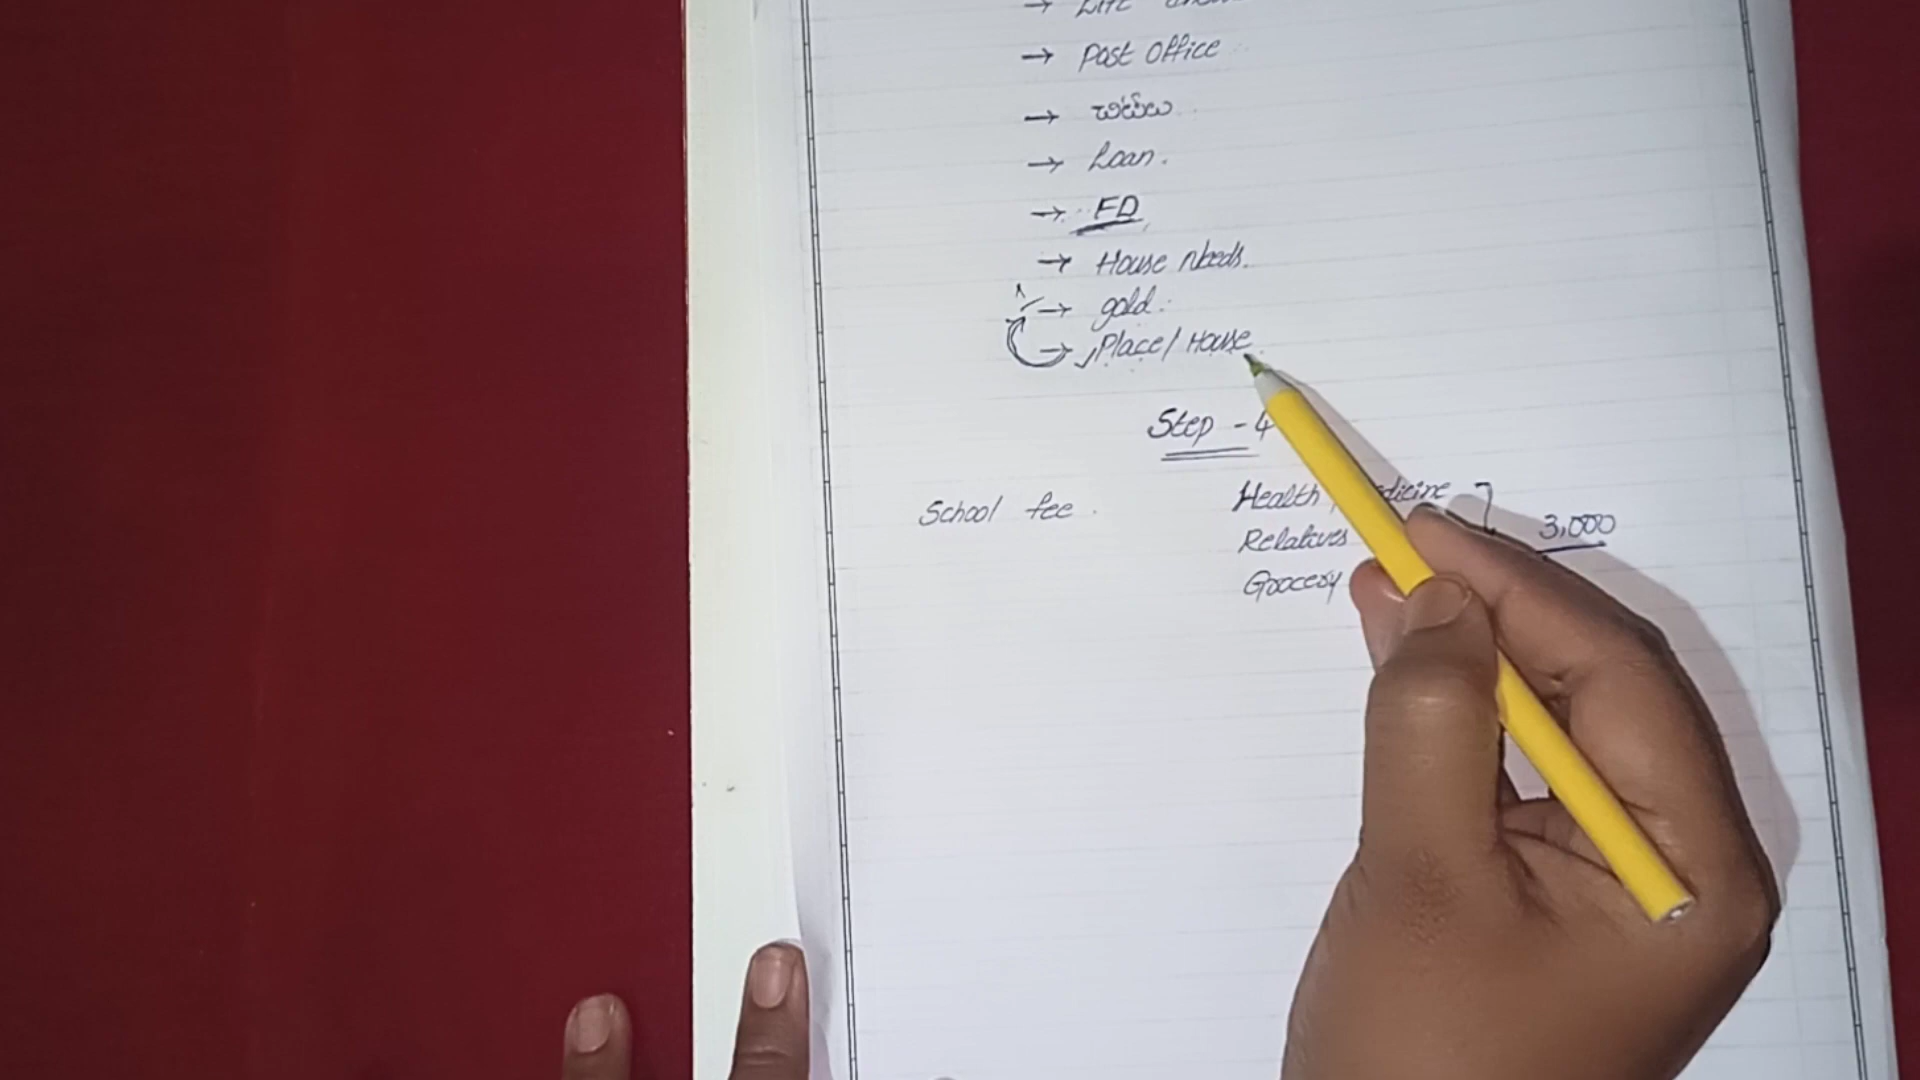 → Post Office
→ Loan.
→ FD
→ House needs.
→ gold.
→ Place/House
Step - 4
School fee. Health,
Relatives 3,000
Grocery